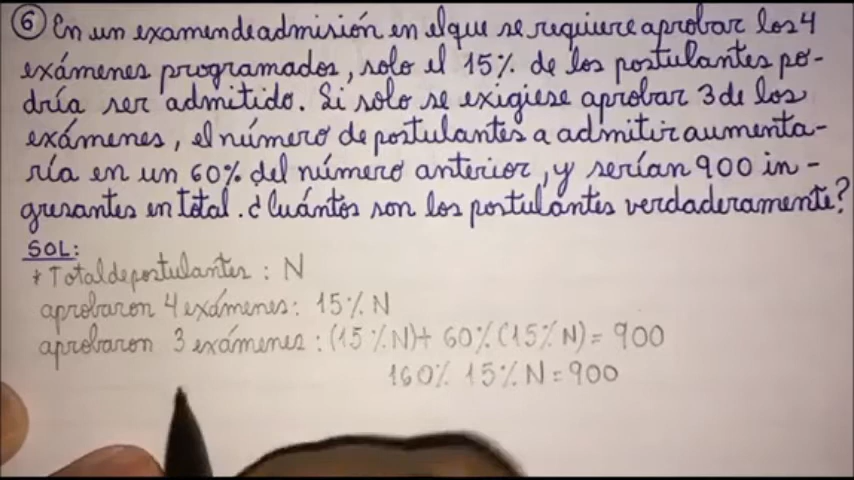 6 En un examen de admisión en el que se requiere aprobar los 4
exámenes programados, solo el 15% de los postulantes po-
dría ser admitido. Si solo se exigiese aprobar 3 de los
exámenes, el número de postulantes a admitir aumenta-
ría en un 60% del número anterior, y serían 900 in-
gresantes en total. ¿Cuántos son los postulantes verdaderamente?
SOL:
* Total de postulantes : N
aprobaron 4 exámenes: 15% N
aprobaron 3 exámenes : (15% N)+ 60% (15% N) = 900
160% 15% N = 900